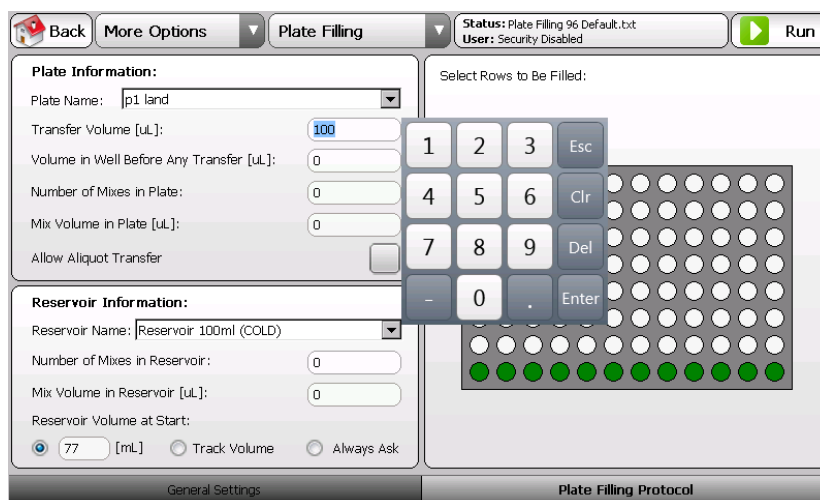 Back
More Options
Plate Filling
Status: Plate Filling 96 Default.txt
User: Security Disabled
Run
Plate Information:
Plate Name: p1 land
Transfer Volume [uL]: 100
Volume in Well Before Any Transfer [uL]: 0
Number of Mixes in Plate: 0
Mix Volume in Plate [uL]: 0
Allow Aliquot Transfer
Reservoir Information:
Reservoir Name: Reservoir 100ml (COLD)
Number of Mixes in Reservoir: 0
Mix Volume in Reservoir [uL]: 0
Reservoir Volume at Start:
77 [mL] Track Volume Always Ask
Select Rows to Be Filled:
1 2 3 Esc
4 5 6 Clr
7 8 9 Del
- 0 . Enter
General Settings
Plate Filling Protocol